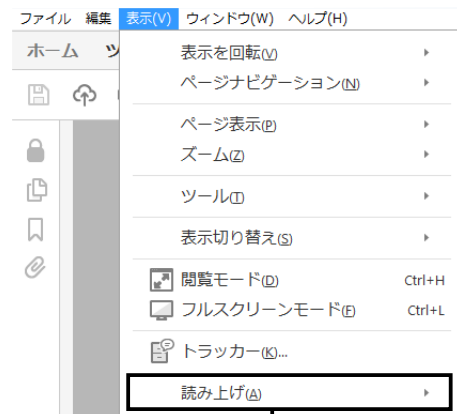 ファイル 編集 表示(V) ウィンドウ(W) ヘルプ(H)
ホーム
表示を回転(V)
ページナビゲーション(N)
ページ表示(P)
ズーム(Z)
ツール(T)
表示切り替え(S)
閲覧モード(D) Ctrl+H
フルスクリーンモード(F) Ctrl+L
トラッカー(K)...
読み上げ(A)